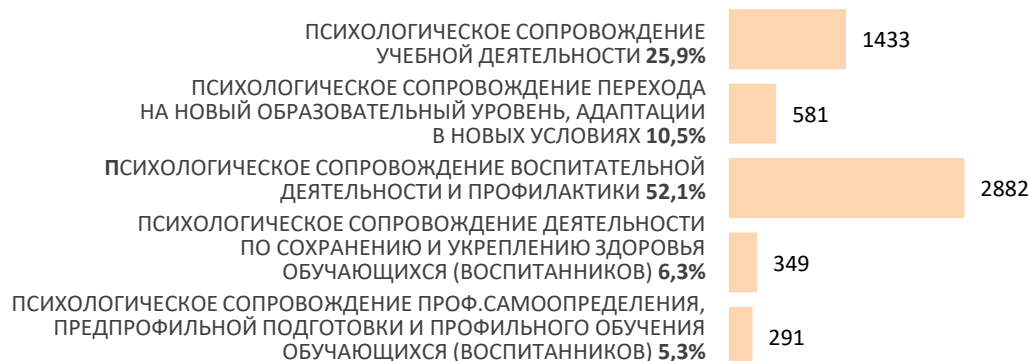 ПСИХОЛОГИЧЕСКОЕ СОПРОВОЖДЕНИЕ
УЧЕБНОЙ ДЕЯТЕЛЬНОСТИ 25,9%
1433
ПСИХОЛОГИЧЕСКОЕ СОПРОВОЖДЕНИЕ ПЕРЕХОДА
НА НОВЫЙ ОБРАЗОВАТЕЛЬНЫЙ УРОВЕНЬ, АДАПТАЦИИ
В НОВЫХ УСЛОВИЯХ 10,5%
581
ПСИХОЛОГИЧЕСКОЕ СОПРОВОЖДЕНИЕ ВОСПИТАТЕЛЬНОЙ
ДЕЯТЕЛЬНОСТИ И ПРОФИЛАКТИКИ 52,1%
2882
ПСИХОЛОГИЧЕСКОЕ СОПРОВОЖДЕНИЕ ДЕЯТЕЛЬНОСТИ
ПО СОХРАНЕНИЮ И УКРЕПЛЕНИЮ ЗДОРОВЬЯ
ОБУЧАЮЩИХСЯ (ВОСПИТАННИКОВ) 6,3%
349
ПСИХОЛОГИЧЕСКОЕ СОПРОВОЖДЕНИЕ ПРОФ.САМООПРЕДЕЛЕНИЯ,
ПРЕДПРОФИЛЬНОЙ ПОДГОТОВКИ И ПРОФИЛЬНОГО ОБУЧЕНИЯ
ОБУЧАЮЩИХСЯ (ВОСПИТАННИКОВ) 5,3%
291